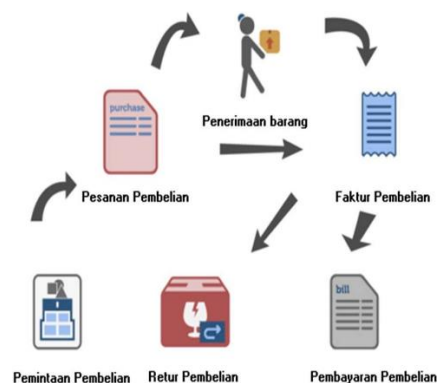 purchase
Penerimaan barang
Pesanan Pembelian
Faktur Pembelian
bill
Pemintaan Pembelian
Retur Pembelian
Pembayaran Pembelian